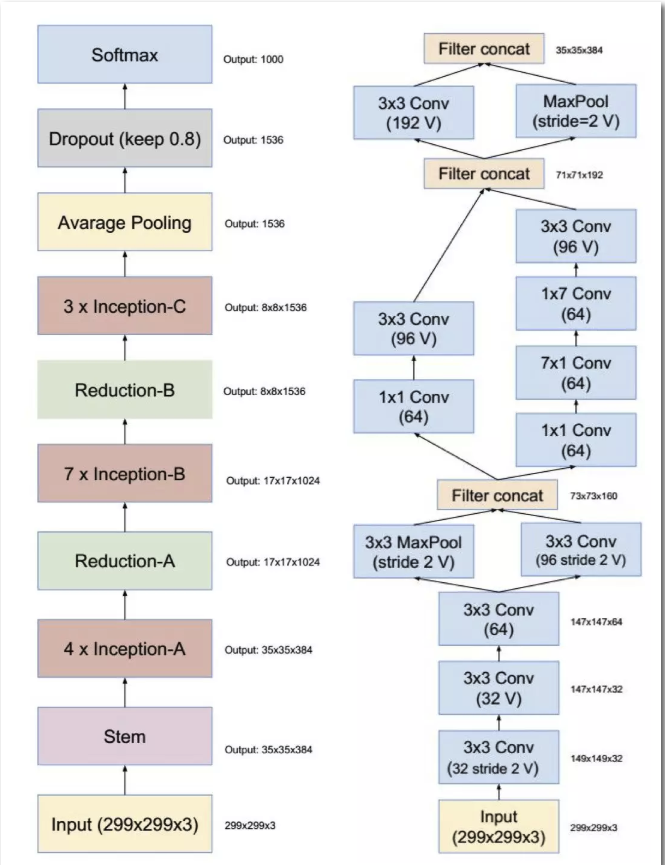 Softmax
Output: 1000
Dropout (keep 0.8)
Output: 1536
Avarage Pooling
Output: 1536
3 x Inception-C
Output: 8x8x1536
Reduction-B
Output: 8x8x1536
7 x Inception-B
Output: 17x17x1024
Reduction-A
Output: 17x17x1024
4 x Inception-A
Output: 35x35x384
Stem
Output: 35x35x384
Input (299x299x3)
299x299x3
Filter concat
35x35x384
3x3 Conv
(192 V)
MaxPool
(stride=2 V)
Filter concat
71x71x192
3x3 Conv
(96 V)
1x7 Conv
(64)
3x3 Conv
(96 V)
7x1 Conv
(64)
1x1 Conv
(64)
1x1 Conv
(64)
Filter concat
73x73x160
3x3 MaxPool
(stride 2 V)
3x3 Conv
(96 stride 2 V)
3x3 Conv
(64)
147x147x64
3x3 Conv
(32 V)
147x147x32
3x3 Conv
(32 stride 2 V)
149x149x32
Input
(299x299x3)
299x299x3